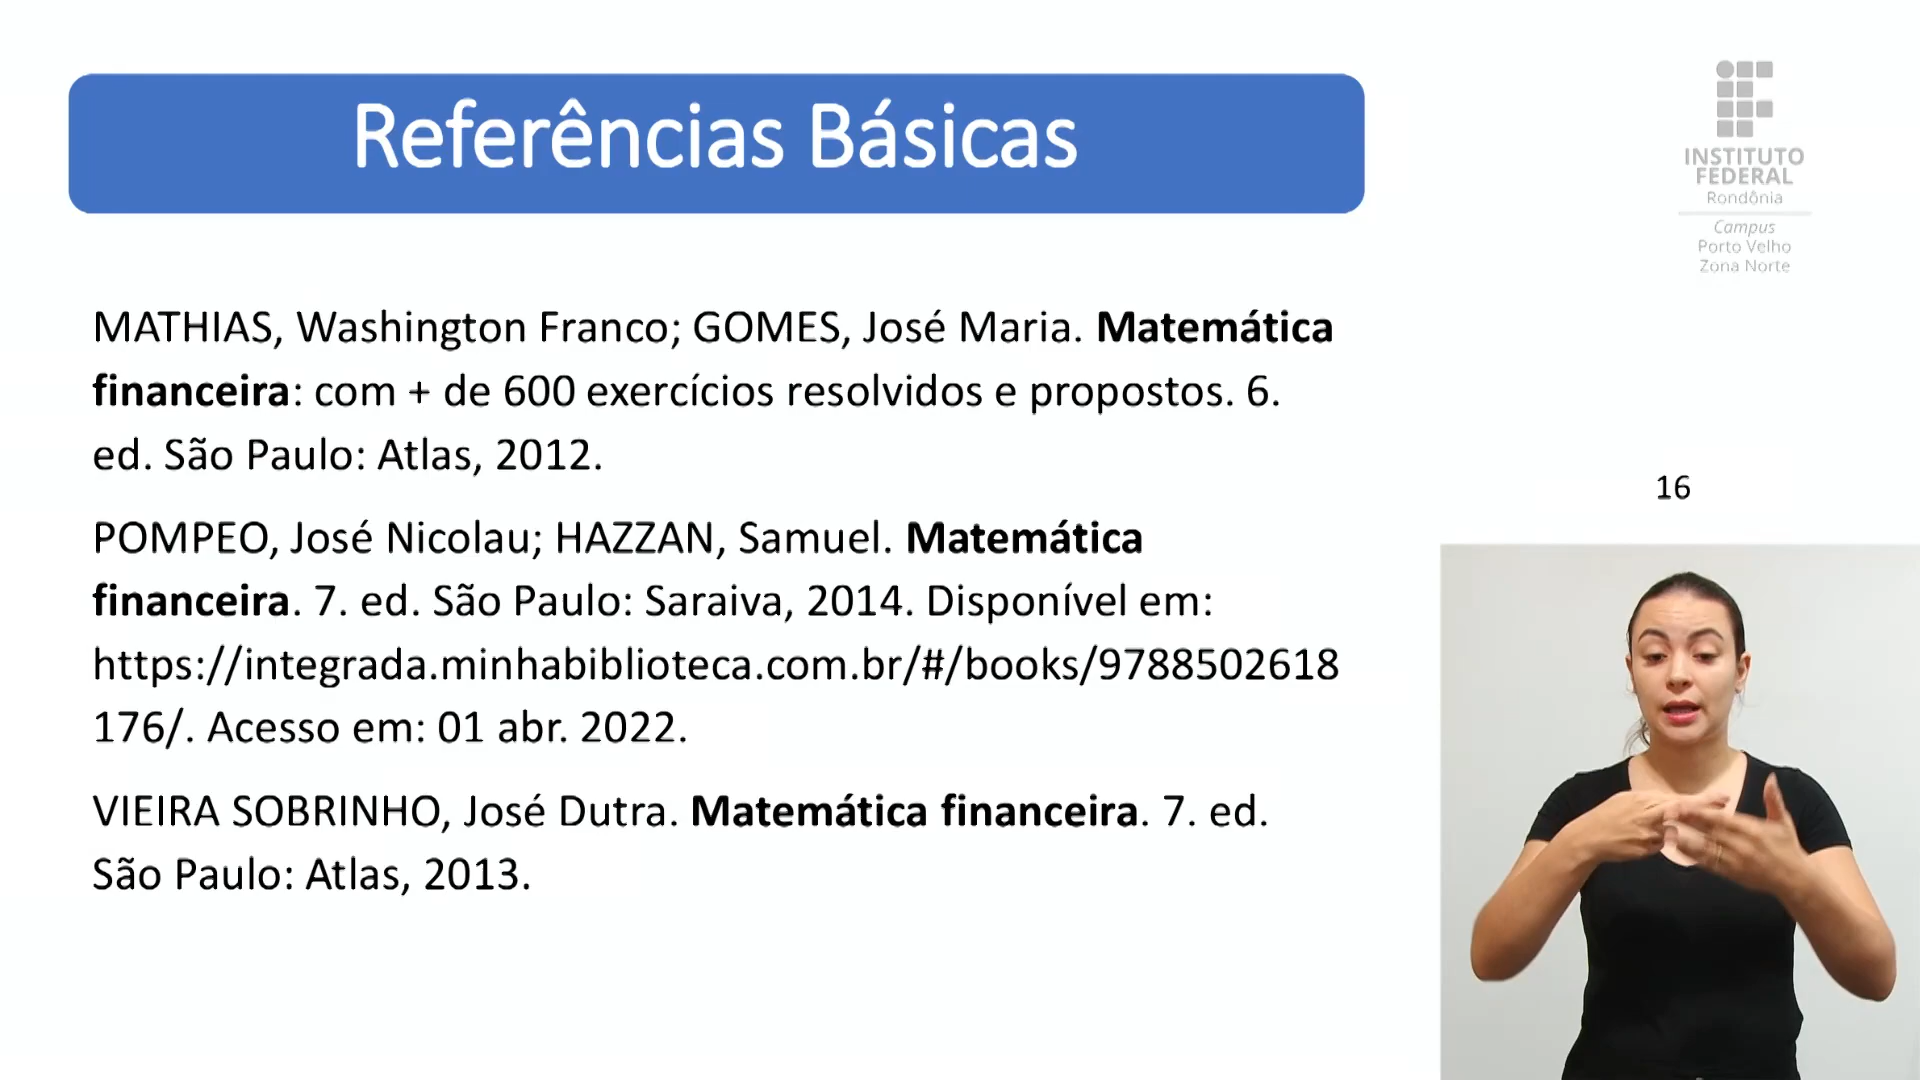 Referências Básicas
INSTITUTO
FEDERAL
Rondônia
Campus
Porto Velho
Zona Norte
MATHIAS, Washington Franco; GOMES, José Maria. Matemática
financeira: com + de 600 exercícios resolvidos e propostos. 6.
ed. São Paulo: Atlas, 2012.
16
POMPEO, José Nicolau; HAZZAN, Samuel. Matemática
financeira. 7. ed. São Paulo: Saraiva, 2014. Disponível em:
https://integrada.minhabiblioteca.com.br/#/books/9788502618
176/. Acesso em: 01 abr. 2022.
VIEIRA SOBRINHO, José Dutra. Matemática financeira. 7. ed.
São Paulo: Atlas, 2013.